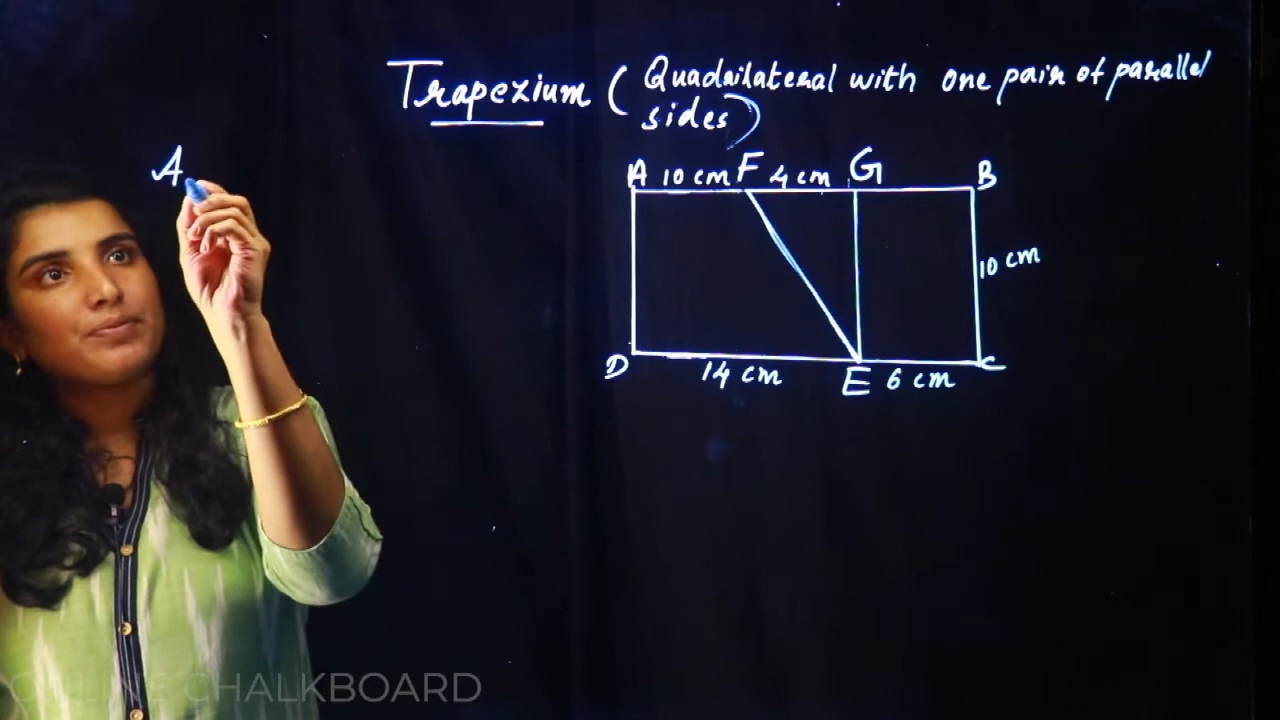 Trapezium ( Quadrilateral with one pair of parallel
sides)
A
A 10 cm F 4 cm G B
10 cm
D 14 cm E 6 cm C
ONLINE CHALKBOARD